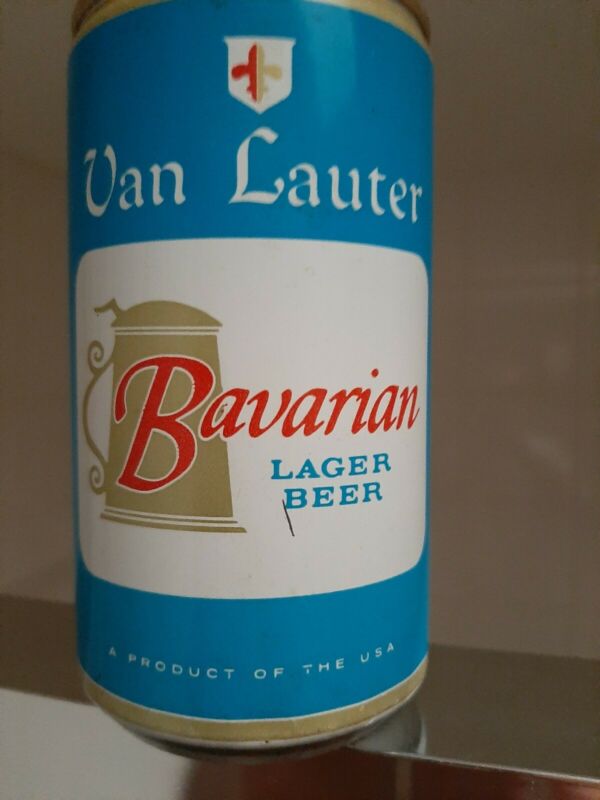 Van Lauter
Bavarian
LAGER
BEER
A PRODUCT OF THE USA